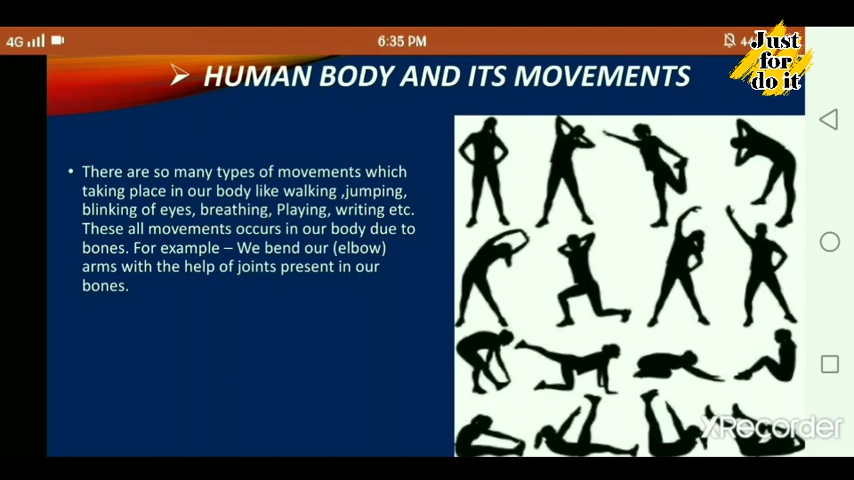 4G
6:35 PM
Just
for
do it
➤ HUMAN BODY AND ITS MOVEMENTS
• There are so many types of movements which
taking place in our body like walking ,jumping,
blinking of eyes, breathing, Playing, writing etc.
These all movements occurs in our body due to
bones. For example – We bend our (elbow)
arms with the help of joints present in our
bones.
XRecorder